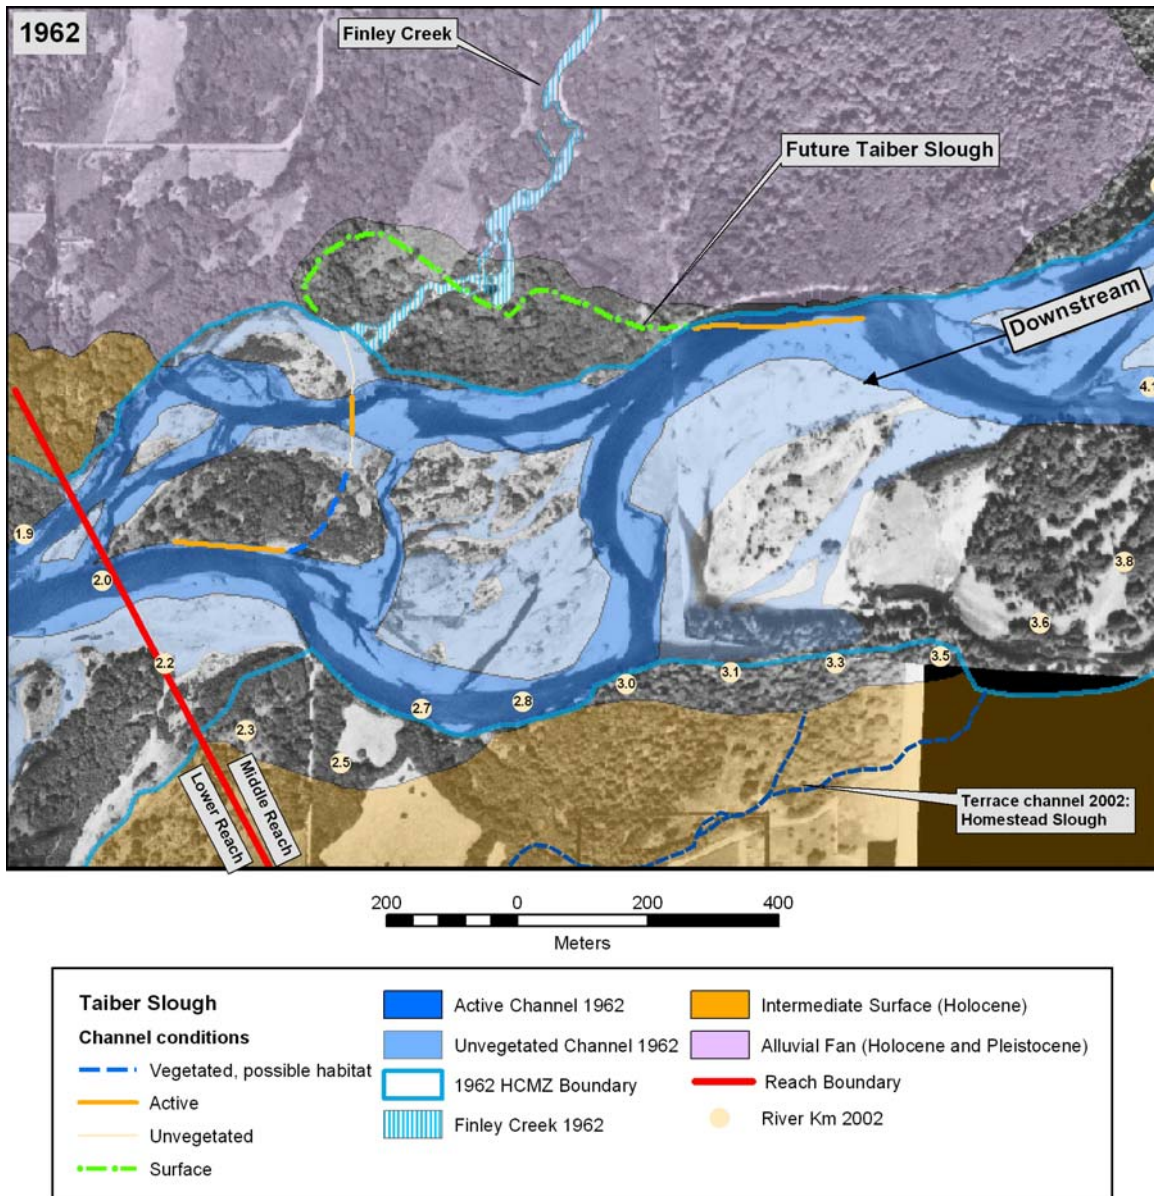 1962
Finley Creek
Future Taiber Slough
Downstream
4.1
1.9
2.0
3.8
3.6
2.2
3.5
3.3
3.1
3.0
2.8
2.7
2.3
2.5
Middle Reach
Lower Reach
Terrace channel 2002:
Homestead Slough
200 0 200 400
Meters
Taiber Slough
Channel conditions
Vegetated, possible habitat
Active
Unvegetated
Surface
Active Channel 1962
Unvegetated Channel 1962
1962 HCMZ Boundary
Finley Creek 1962
Intermediate Surface (Holocene)
Alluvial Fan (Holocene and Pleistocene)
Reach Boundary
River Km 2002